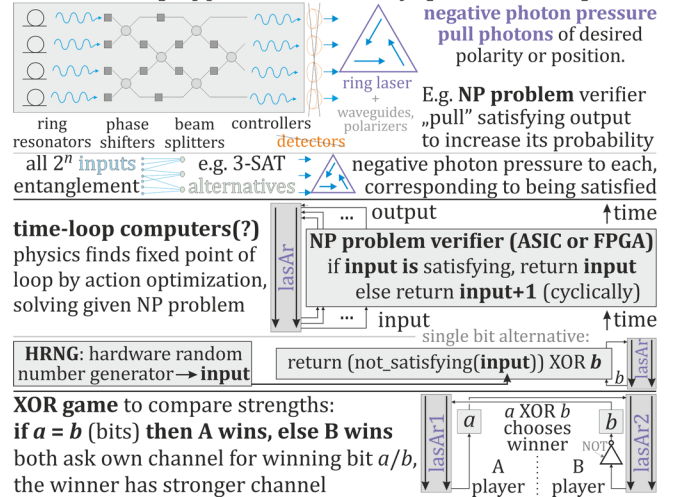 negative photon pressure
pull photons of desired
polarity or position.
ring laser
+
waveguides,
polarizers
E.g. NP problem verifier
„pull” satisfying output
to increase its probability
ring
resonators
phase
shifters
beam
splitters
controllers
detectors
all 2ⁿ inputs
entanglement
e.g. 3-SAT
alternatives
negative photon pressure to each,
corresponding to being satisfied
time-loop computers(?)
physics finds fixed point of
loop by action optimization,
solving given NP problem
lasAr
... output
time
NP problem verifier (ASIC or FPGA)
if input is satisfying, return input
else return input+1 (cyclically)
... input
time
single bit alternative:
HRNG: hardware random
number generator→input
return (not_satisfying(input)) XOR b
b
lasAr
XOR game to compare strengths:
if a = b (bits) then A wins, else B wins
both ask own channel for winning bit a/b,
the winner has stronger channel
lasAr1
a
a XOR b
chooses
winner
b
NOT
A
player
B
player
lasAr2